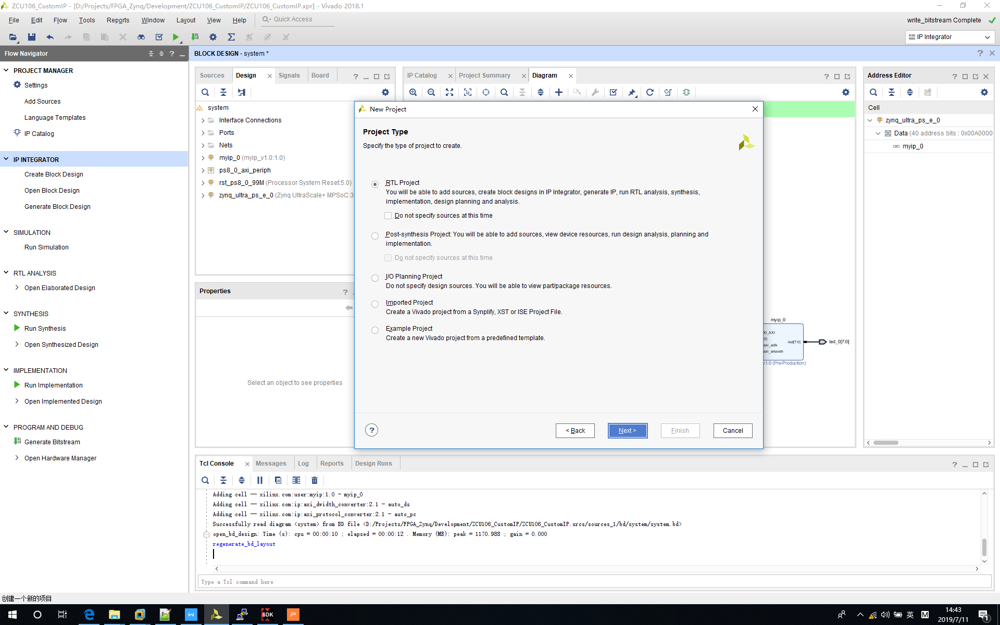 ZCU106_CustomIP - [D:/Projects/FPGA_Zynq/Development/ZCU106_CustomIP/ZCU106_CustomIP.xpr] - Vivado 2018.1
File Edit Flow Tools Reports Window Layout View Help Quick Access
write_bitstream Complete
IP Integrator
Flow Navigator
PROJECT MANAGER
Settings
Add Sources
Language Templates
IP Catalog
IP INTEGRATOR
Create Block Design
Open Block Design
Generate Block Design
SIMULATION
Run Simulation
RTL ANALYSIS
Open Elaborated Design
SYNTHESIS
Run Synthesis
Open Synthesized Design
IMPLEMENTATION
Run Implementation
Open Implemented Design
PROGRAM AND DEBUG
Generate Bitstream
Open Hardware Manager
BLOCK DESIGN - system *
Sources Design Signals Board
system
Interface Connections
Ports
Nets
myip_0 (myip_v1.0:1.0)
ps8_0_axi_periph
rst_ps8_0_99M (Processor System Reset:5.0)
zynq_ultra_ps_e_0 (Zynq UltraScale+ MPSoC:3
Properties
Select an object to see properties
IP Catalog Project Summary Diagram
myip_0
00_AXI
0]
axi_aclk
axi_aresetn
led[7:0]
led_0[7:0]
v1.0 (Pre-Production)
Address Editor
Cell
zynq_ultra_ps_e_0
Data (40 address bits : 0x00A0000
myip_0
New Project
Project Type
Specify the type of project to create.
RTL Project
You will be able to add sources, create block designs in IP Integrator, generate IP, run RTL analysis, synthesis,
implementation, design planning and analysis.
Do not specify sources at this time
Post-synthesis Project: You will be able to add sources, view device resources, run design analysis, planning and
implementation.
Do not specify sources at this time
I/O Planning Project
Do not specify design sources. You will be able to view part/package resources.
Imported Project
Create a Vivado project from a Synplify, XST or ISE Project File.
Example Project
Create a new Vivado project from a predefined template.
? < Back Next > Finish Cancel
Tcl Console Messages Log Reports Design Runs
Adding cell -- xilinx.com:user:myip:1.0 - myip_0
Adding cell -- xilinx.com:ip:axi_dwidth_converter:2.1 - auto_ds
Adding cell -- xilinx.com:ip:axi_protocol_converter:2.1 - auto_pc
Successfully read diagram <system> from BD file <D:/Projects/FPGA_Zynq/Development/ZCU106_CustomIP/ZCU106_CustomIP.srcs/sources_1/bd/system/system.bd>
open_bd_design: Time (s): cpu = 00:00:10 ; elapsed = 00:00:12 . Memory (MB): peak = 1170.988 ; gain = 0.000
regenerate_bd_layout
Type a Tcl command here
创建一个新的项目
SDK
英
M
14:43
2019/7/11
1